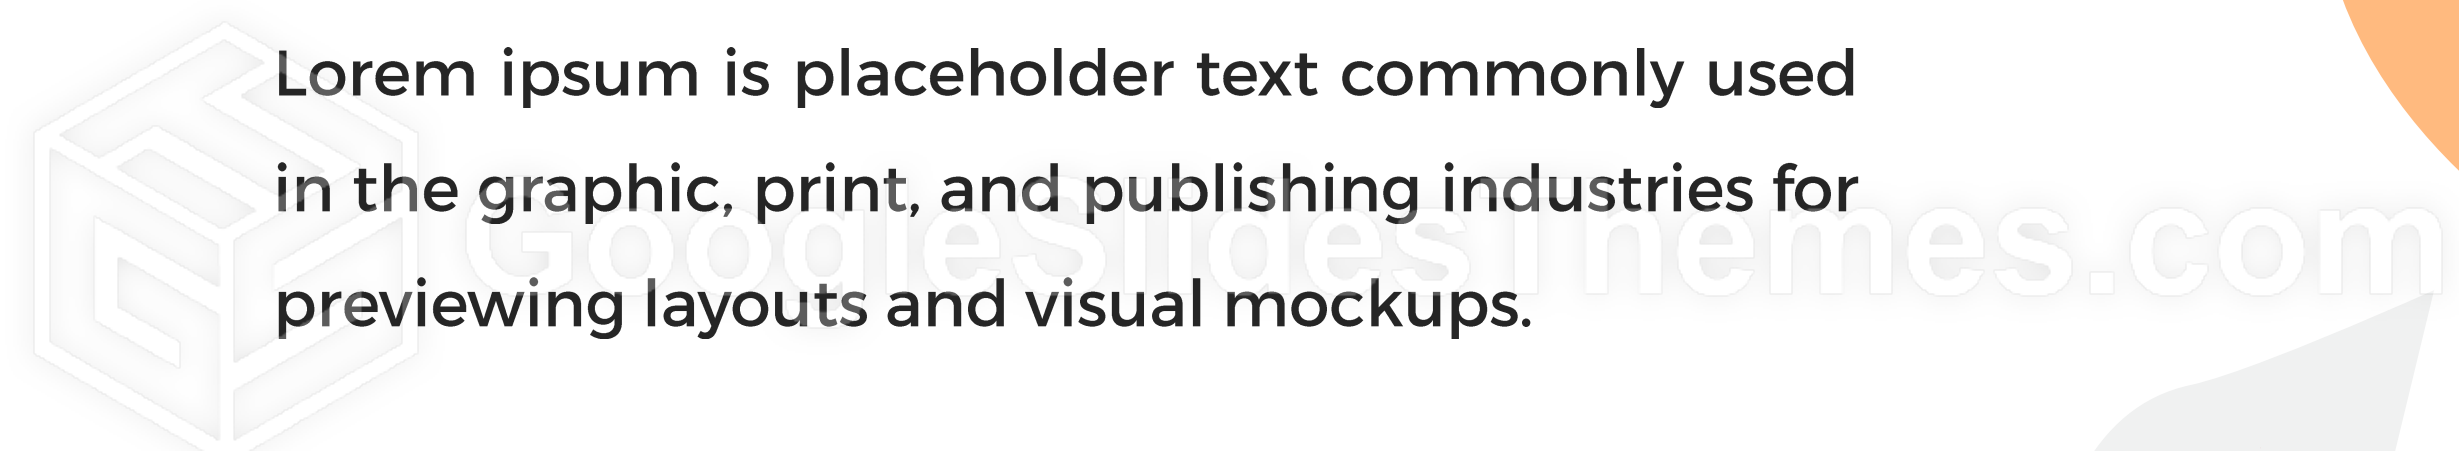 Lorem ipsum is placeholder text commonly used
in the graphic, print, and publishing industries for
previewing layouts and visual mockups.
GoogleSlidesThemes.com